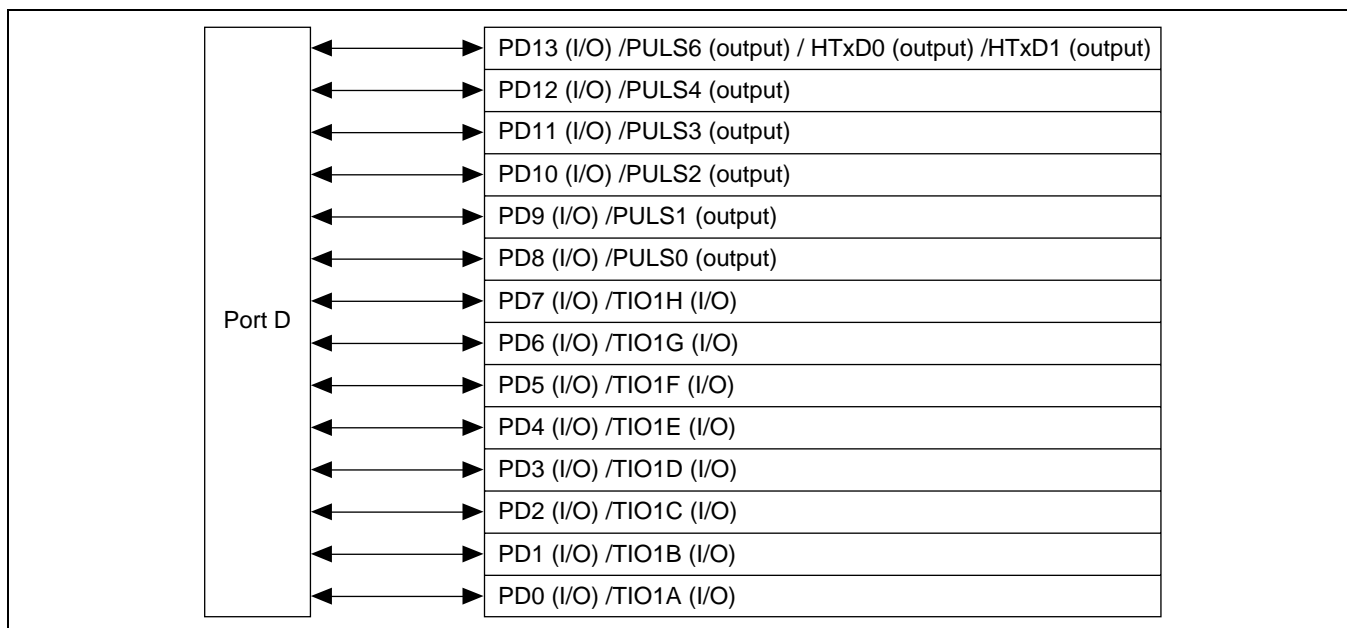 PD13 (I/O) /PULS6 (output) / HTxD0 (output) /HTxD1 (output)
PD12 (I/O) /PULS4 (output)
PD11 (I/O) /PULS3 (output)
PD10 (I/O) /PULS2 (output)
PD9 (I/O) /PULS1 (output)
PD8 (I/O) /PULS0 (output)
PD7 (I/O) /TIO1H (I/O)
Port D
PD6 (I/O) /TIO1G (I/O)
PD5 (I/O) /TIO1F (I/O)
PD4 (I/O) /TIO1E (I/O)
PD3 (I/O) /TIO1D (I/O)
PD2 (I/O) /TIO1C (I/O)
PD1 (I/O) /TIO1B (I/O)
PD0 (I/O) /TIO1A (I/O)